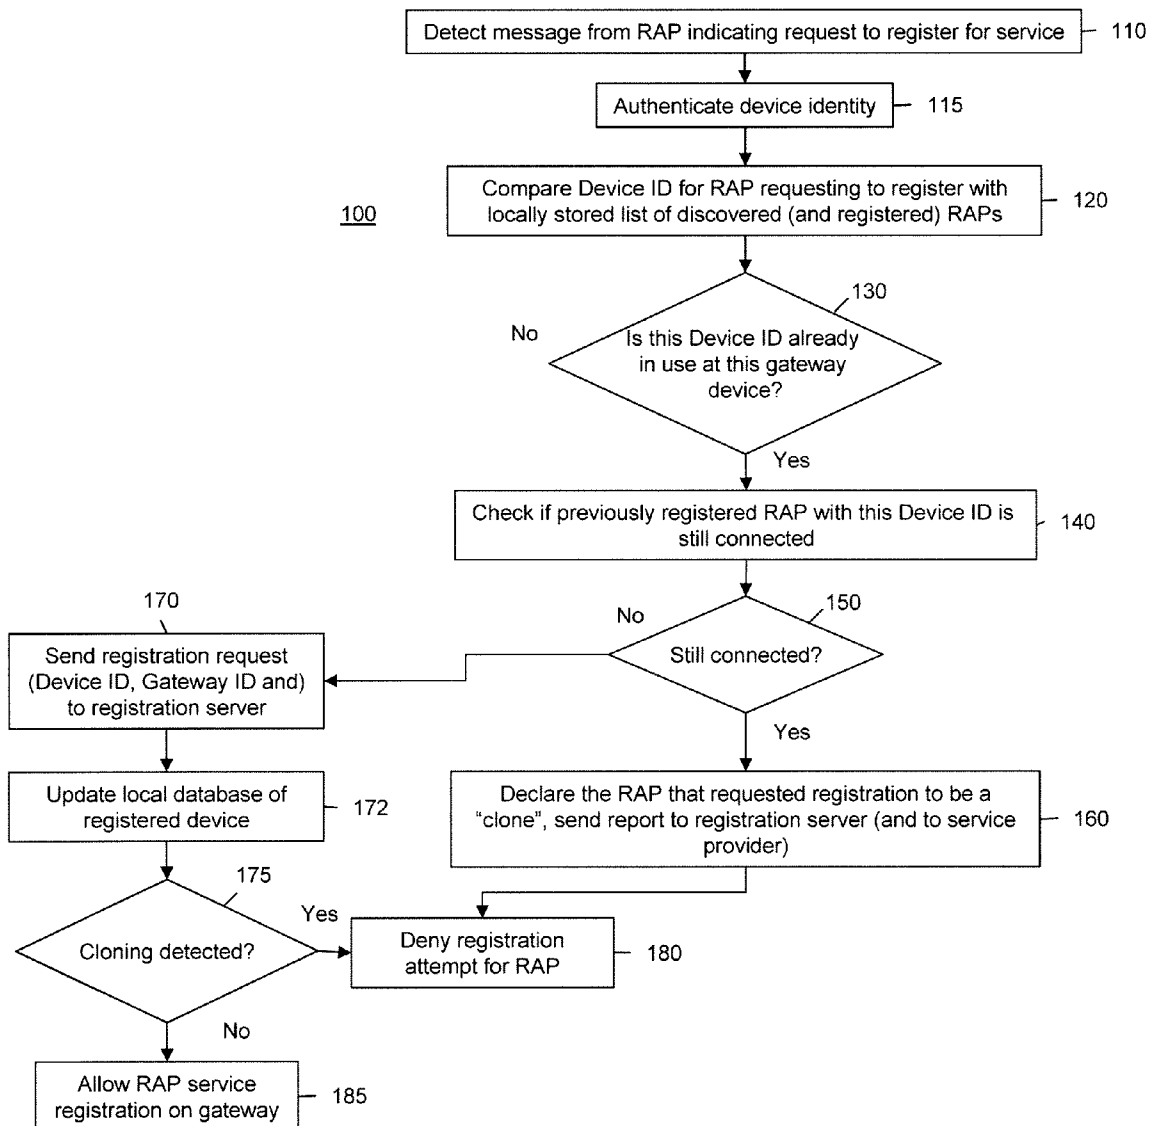 Detect message from RAP indicating request to register for service
110
Authenticate device identity
115
Compare Device ID for RAP requesting to register with
locally stored list of discovered (and registered) RAPs
120
100
130
No
Is this Device ID already
in use at this gateway
device?
Yes
Check if previously registered RAP with this Device ID is
still connected
140
150
No
Still connected?
Yes
170
Send registration request
(Device ID, Gateway ID and)
to registration server
Update local database of
registered device
172
Declare the RAP that requested registration to be a
“clone”, send report to registration server (and to service
provider)
160
175
Cloning detected?
Yes
Deny registration
attempt for RAP
180
No
Allow RAP service
registration on gateway
185